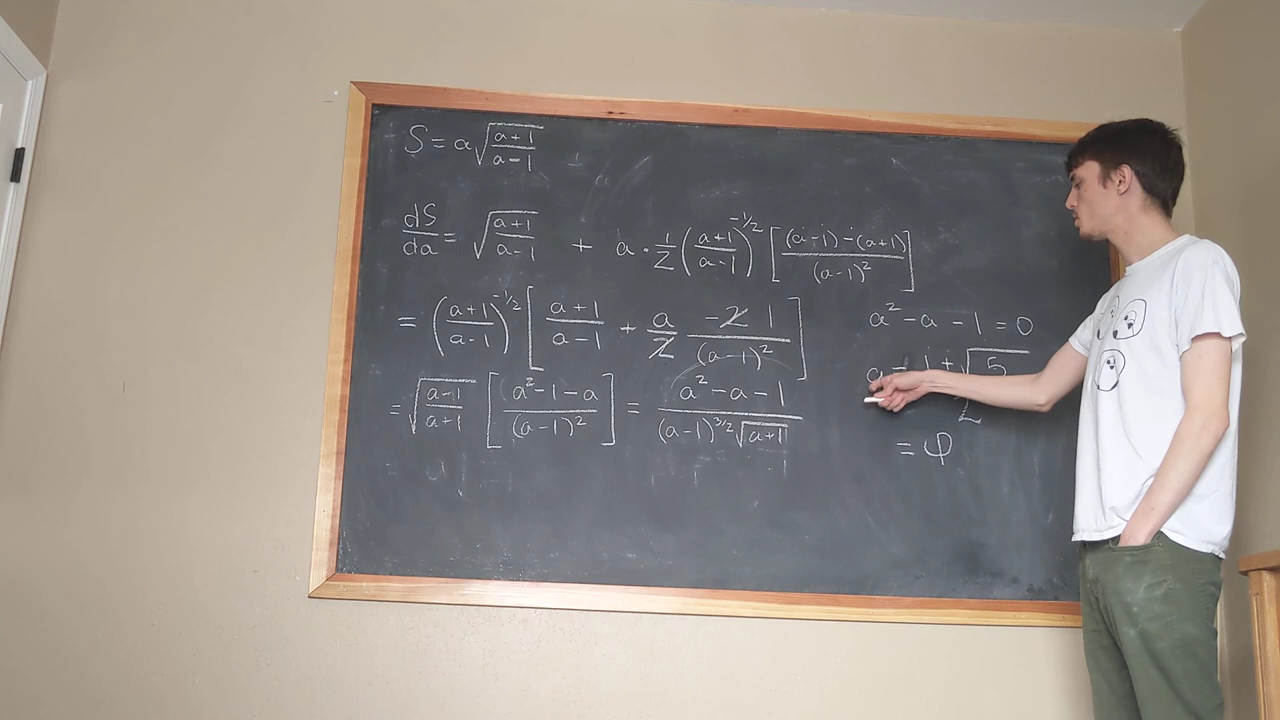 S = a√((a+1)/(a-1))
dS/da = √((a+1)/(a-1)) + a · 1/2 ((a+1)/(a-1))^(-1/2) [((a-1)-(a+1))/(a-1)²]
= ((a+1)/(a-1))^(-1/2) [(a+1)/(a-1) + a/2 · (-2 1)/(a-1)²]
= √((a-1)/(a+1)) [(a²-1-a)/(a-1)²] = (a²-a-1)/((a-1)^(3/2) √(a+1))
a² - a - 1 = 0
a = (1 + √5)/2
= φ